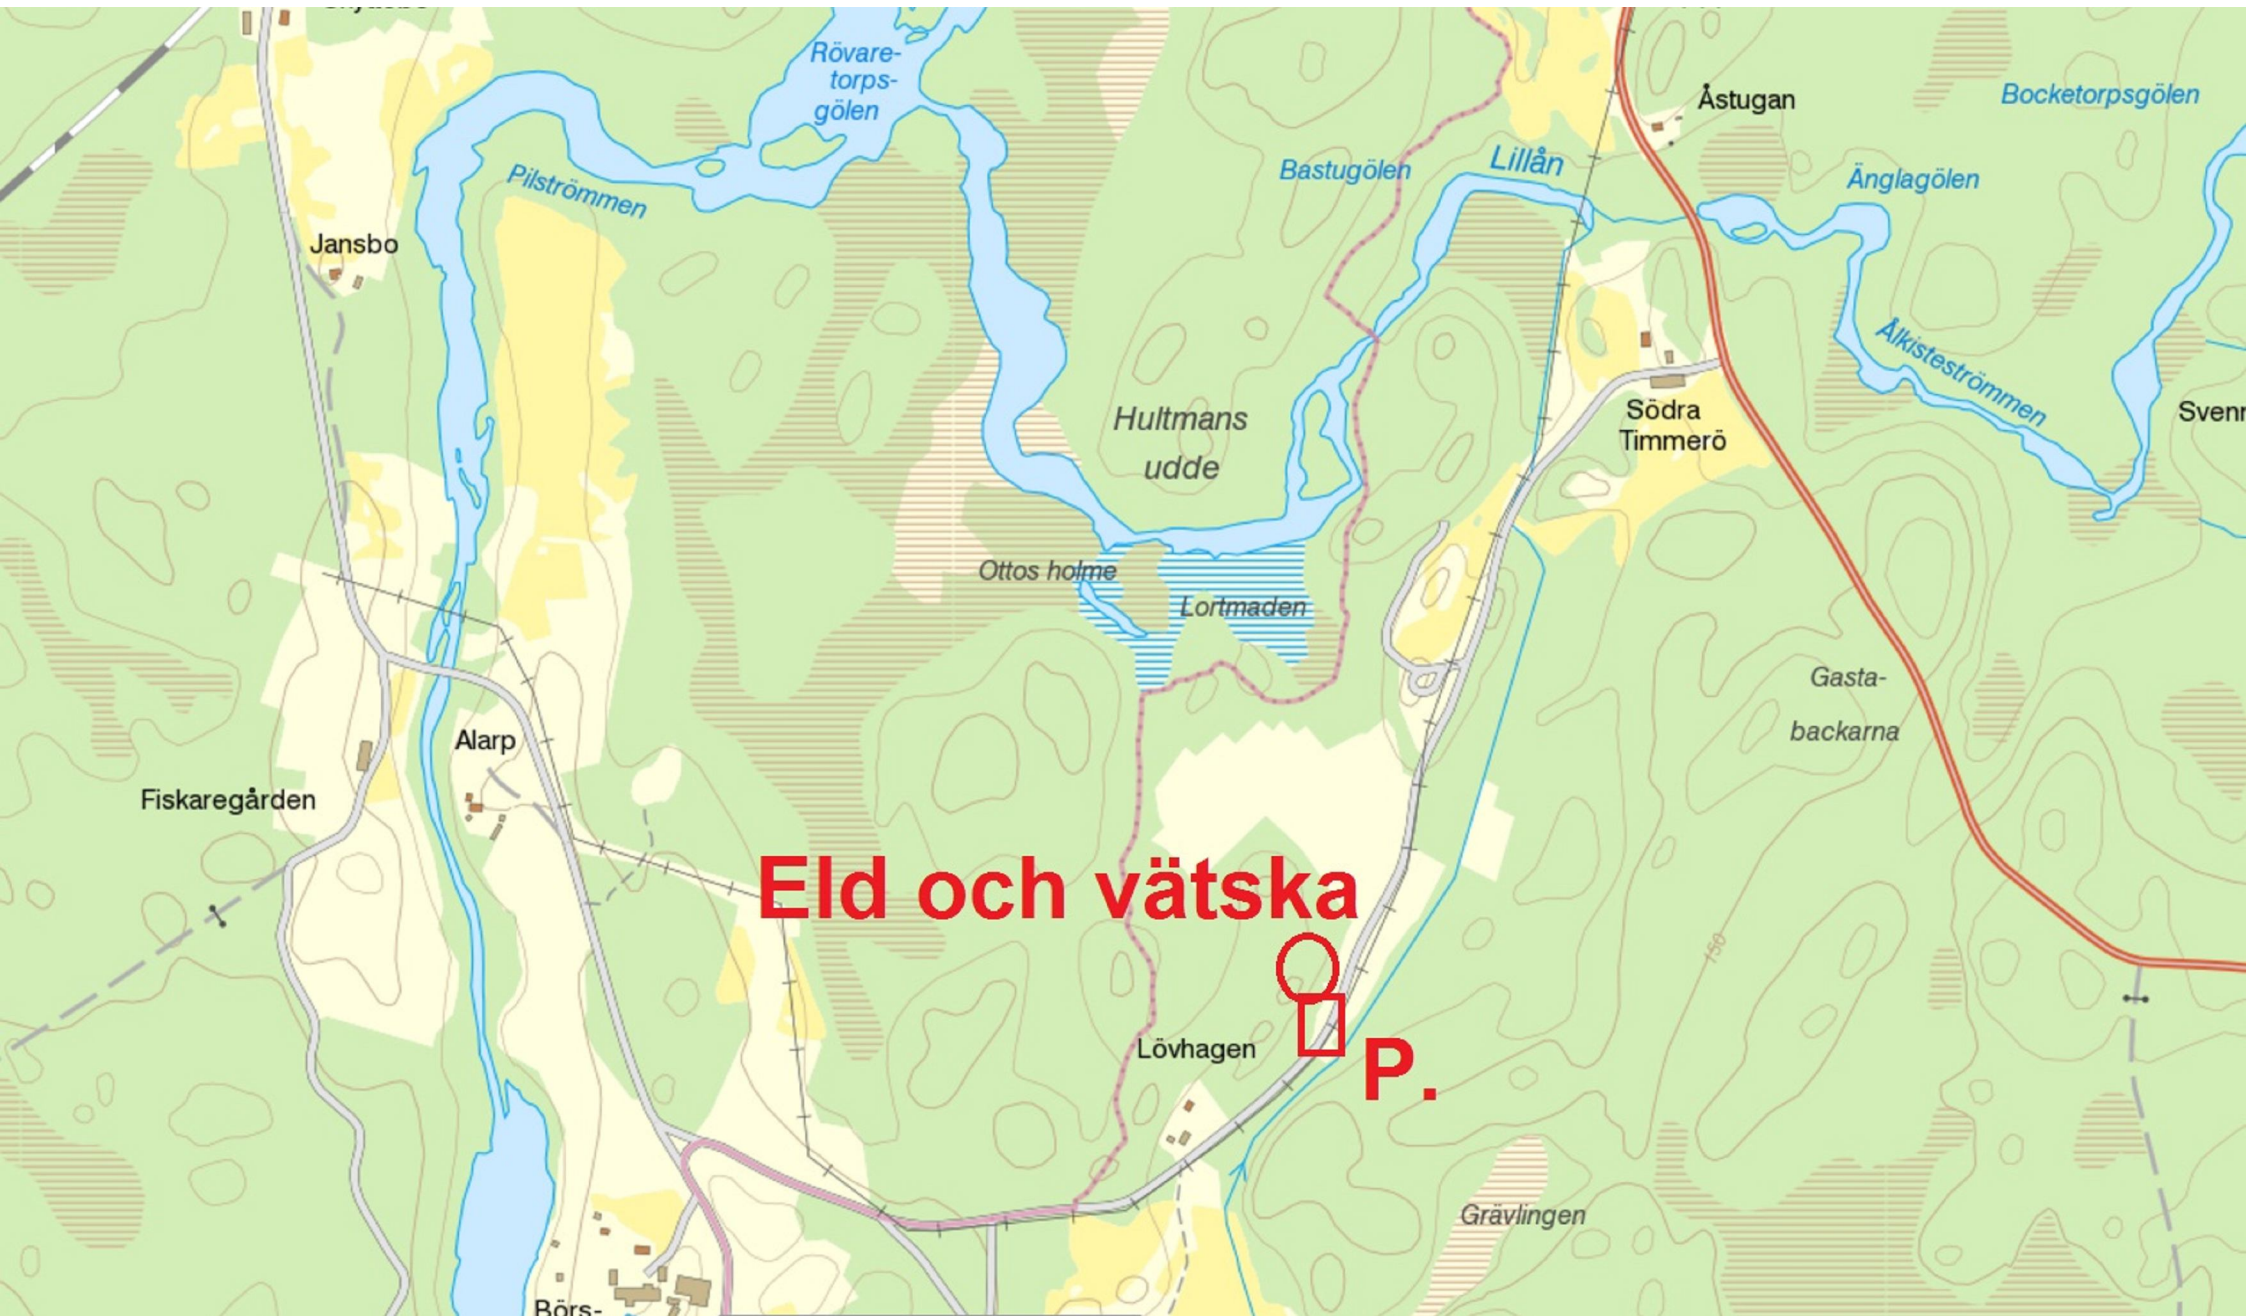 Rövare-
torps-
gölen
Åstugan
Bocketorpsgölen
Pilströmmen
Bastugölen
Lillån
Änglagölen
Jansbo
Ålkisteströmmen
Hultmans
udde
Södra
Timmerö
Svenn
Ottos holme
Lortmaden
Gasta-
backarna
Alarp
Fiskaregården
Eld och vätska
150
Lövhagen
P.
Grävlingen
Börs-